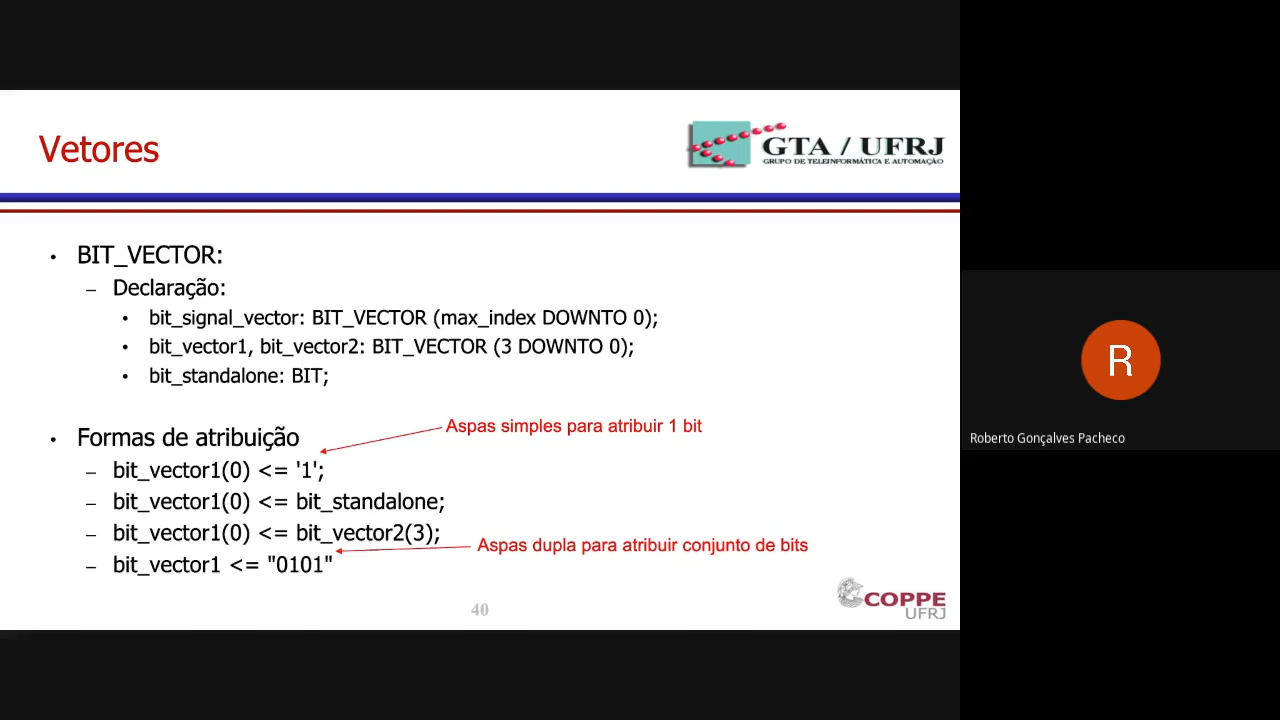 Vetores
GTA / UFRJ
GRUPO DE TELEINFORMÁTICA E AUTOMAÇÃO
• BIT_VECTOR:
– Declaração:
• bit_signal_vector: BIT_VECTOR (max_index DOWNTO 0);
• bit_vector1, bit_vector2: BIT_VECTOR (3 DOWNTO 0);
• bit_standalone: BIT;
Aspas simples para atribuir 1 bit
• Formas de atribuição
– bit_vector1(0) <= '1';
– bit_vector1(0) <= bit_standalone;
– bit_vector1(0) <= bit_vector2(3);
Aspas dupla para atribuir conjunto de bits
– bit_vector1 <= "0101"
40
COPPE
UFRJ
R
Roberto Gonçalves Pacheco